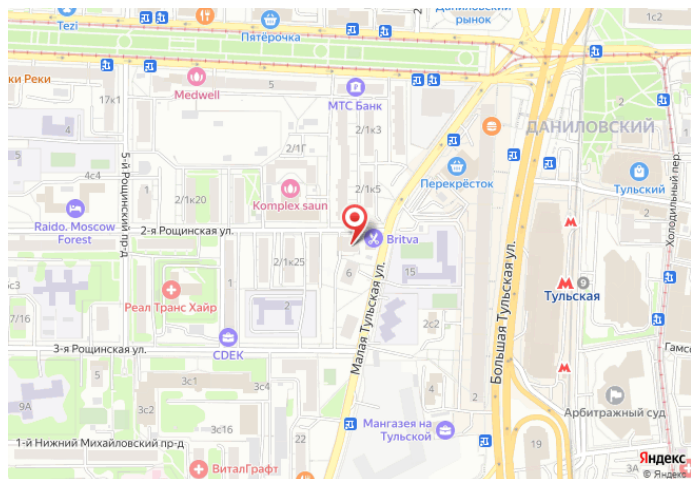 Tezi
Пятёрочка
Даниловский
рынок
1с2
ки Реки
Medwell
5
МТС Банк
17к1
2/1к3
4
2/1Г
ДАНИЛОВСКИЙ
4с4
5-й Рощинский пр-д
1
2/1к20
2/1к5
Komplex saun
Перекрёсток
Тульский
2
Холодильный пер.
Raido. Moscow
Forest
2-я Рощинская ул.
Britva
2/1к25
6
15
9
Тульская
Реал Транс Хайр
1
2
Малая Тульская ул.
Большая Тульская ул.
7/16
2с2
3-я Рощинская ул.
CDEK
6
4
Гамс
3с1
9А
3с16
Арбитражный суд
Мангазея на
Тульской
1-й Нижний Михайловский пр-д
ВиталГрафт
22
19
3А
Яндекс
© Яндекс